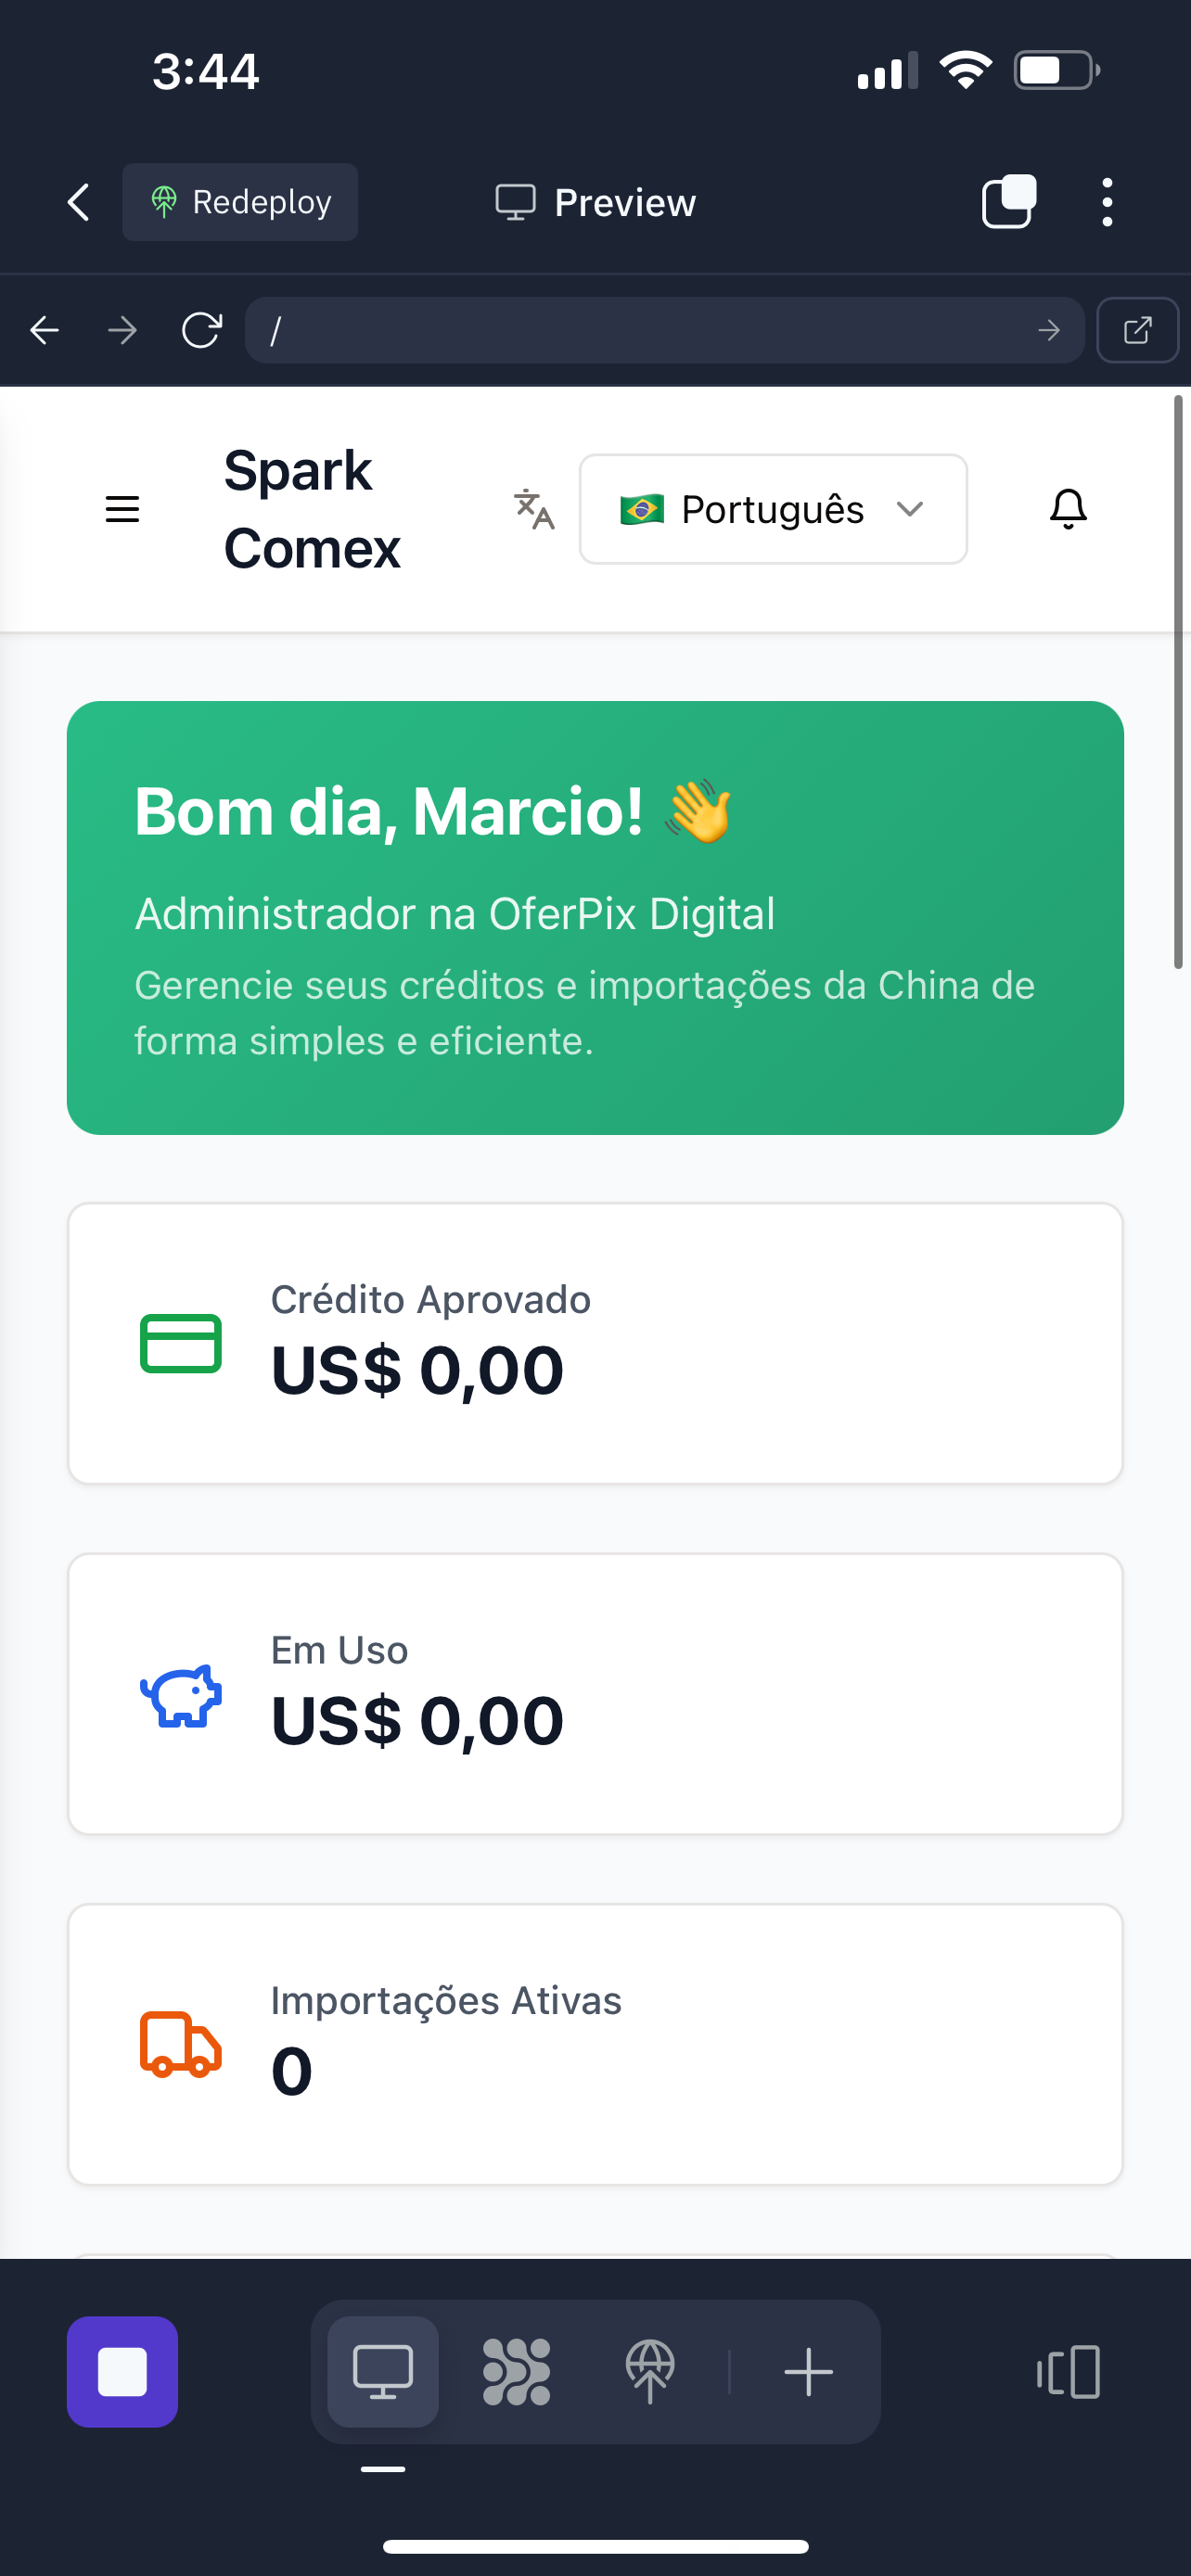 3:44
Redeploy
Preview
/
Spark
Comex
Português
Bom dia, Marcio! 👋
Administrador na OferPix Digital
Gerencie seus créditos e importações da China de
forma simples e eficiente.
Crédito Aprovado
US$ 0,00
Em Uso
US$ 0,00
Importações Ativas
0